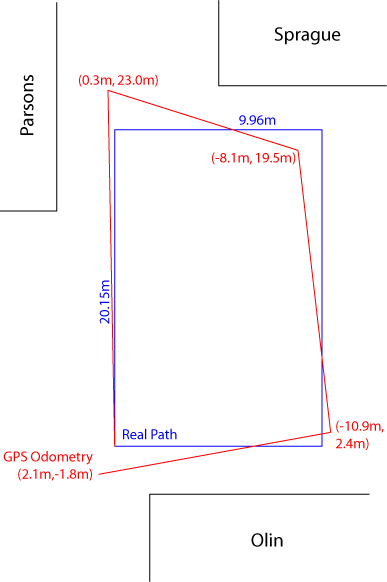 Sprague
Parsons
(0.3m, 23.0m)
9.96m
(-8.1m, 19.5m)
20.15m
Real Path
(-10.9m,
2.4m)
GPS Odometry
(2.1m,-1.8m)
Olin